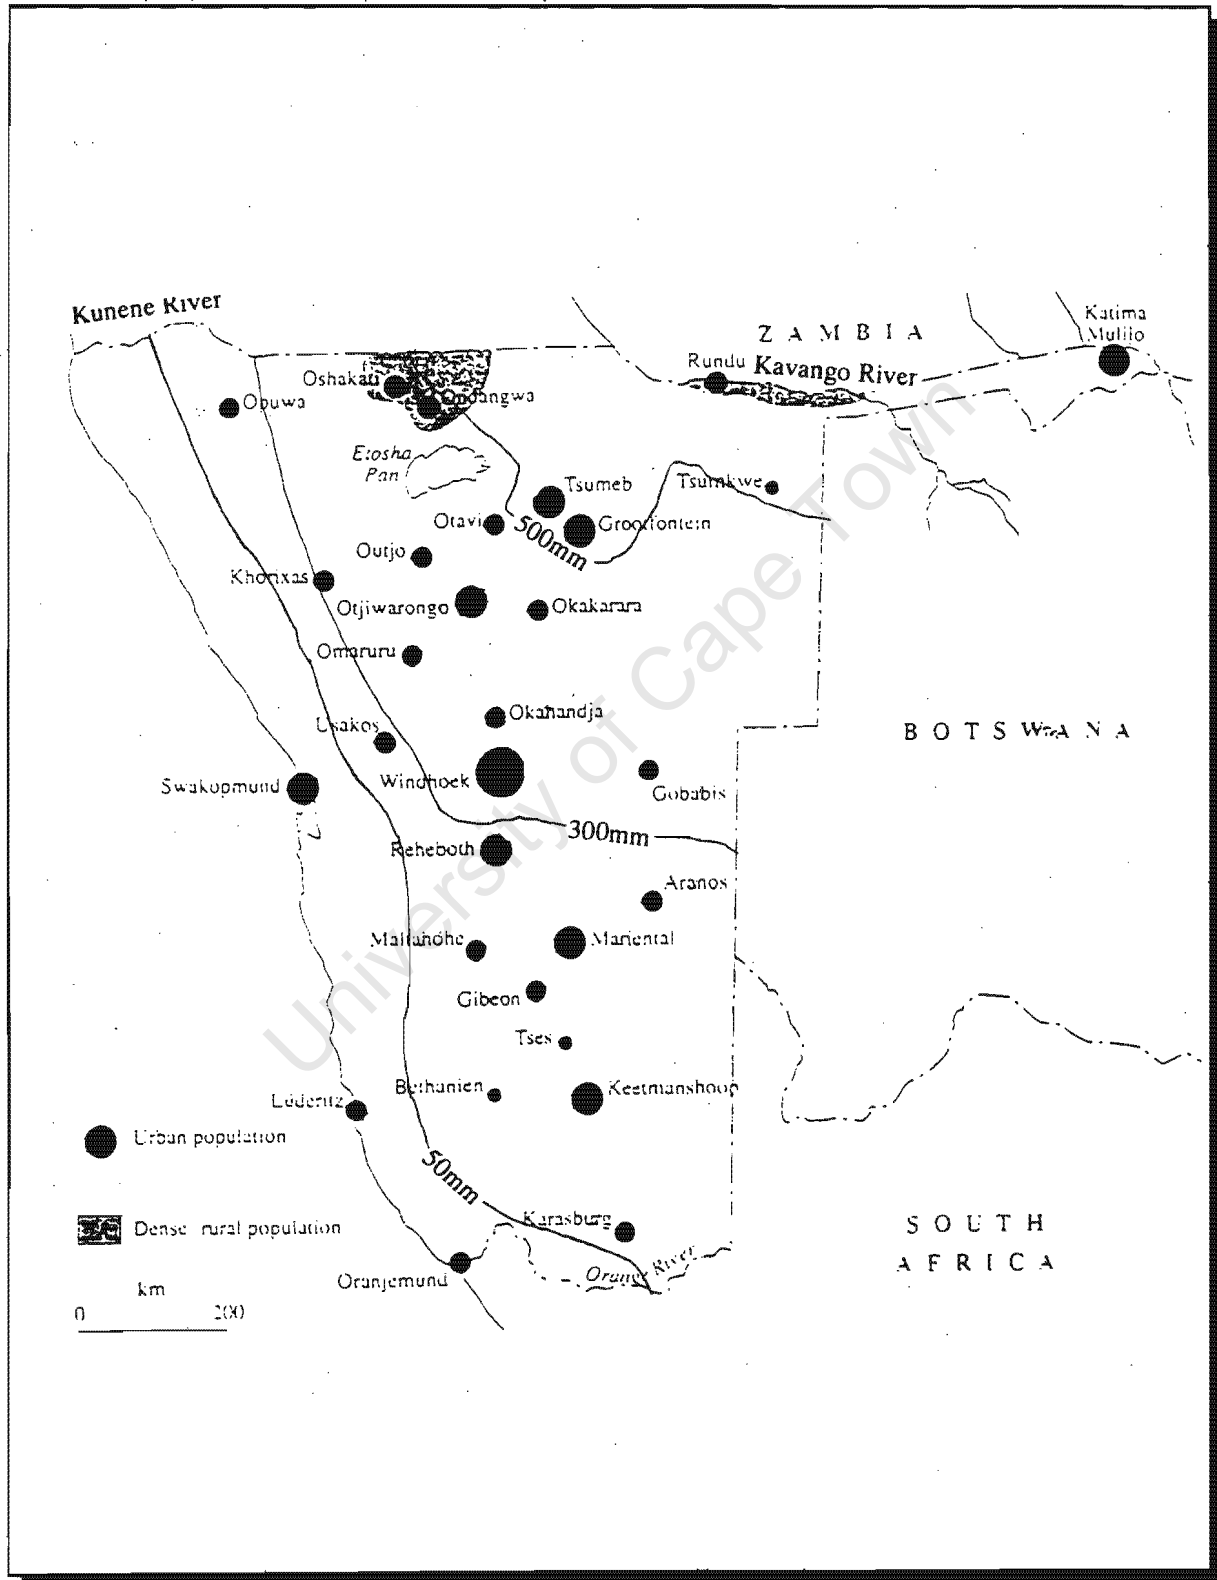 Kunene River
Katima
Mulilo
ZAMBIA
Rundu
Kavango River
Oshakati
Ondangwa
Opuwa
Etosha
Pan
Tsumeb
Tsumkwe
Otavi
Grootfontein
500mm
Outjo
Khorixas
Otjiwarongo
Okakarara
Omaruru
Okahandja
Usakos
BOTSWANA
Swakopmund
Windhoek
Gobabis
300mm
Reheboth
Aranos
Maltahöhe
Mariental
Gibeon
Tses
Bethanien
Keetmanshoop
Lüderitz
Urban population
50mm
Karasburg
Dense rural population
SOUTH
AFRICA
Orange River
Oranjemund
km
0 200
University of Cape Town